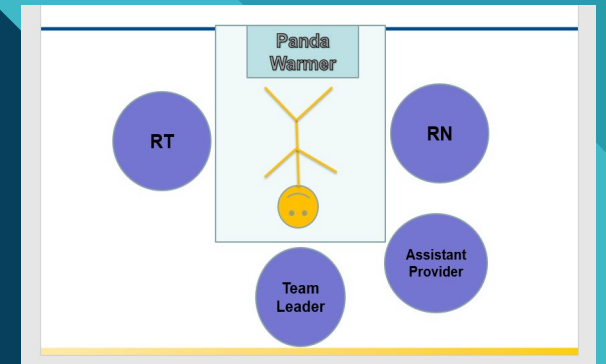 Panda
Warmer
RT
RN
Assistant
Provider
Team
Leader